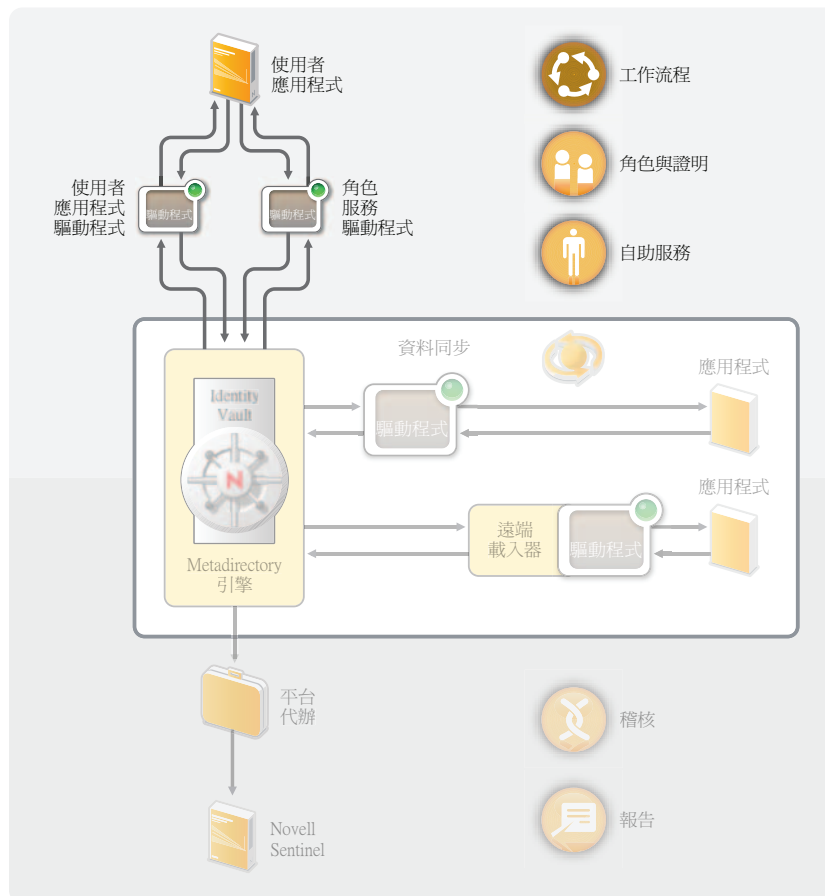 使用者
應用程式
工作流程
角色與證明
使用者
應用程式
驅動程式
驅動程式
驅動程式
角色
服務
驅動程式
自助服務
資料同步
應用程式
Identity
Vault
N
驅動程式
應用程式
遠端
載入器
驅動程式
Metadirectory
引擎
平台
代辦
稽核
Novell
Sentinel
報告